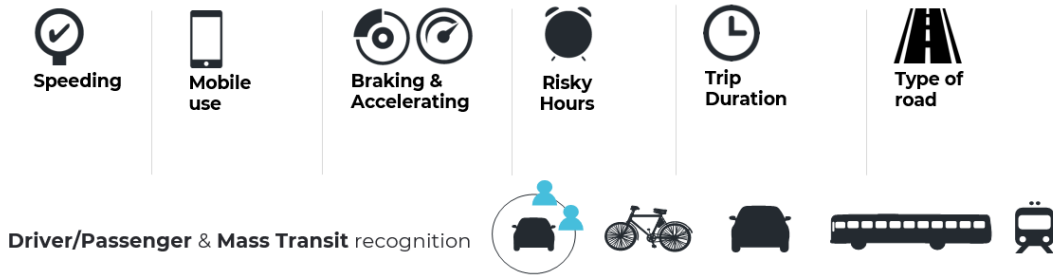 Speeding
Mobile
use
Braking &
Accelerating
Risky
Hours
Trip
Duration
Type of
road
Driver/Passenger & Mass Transit recognition